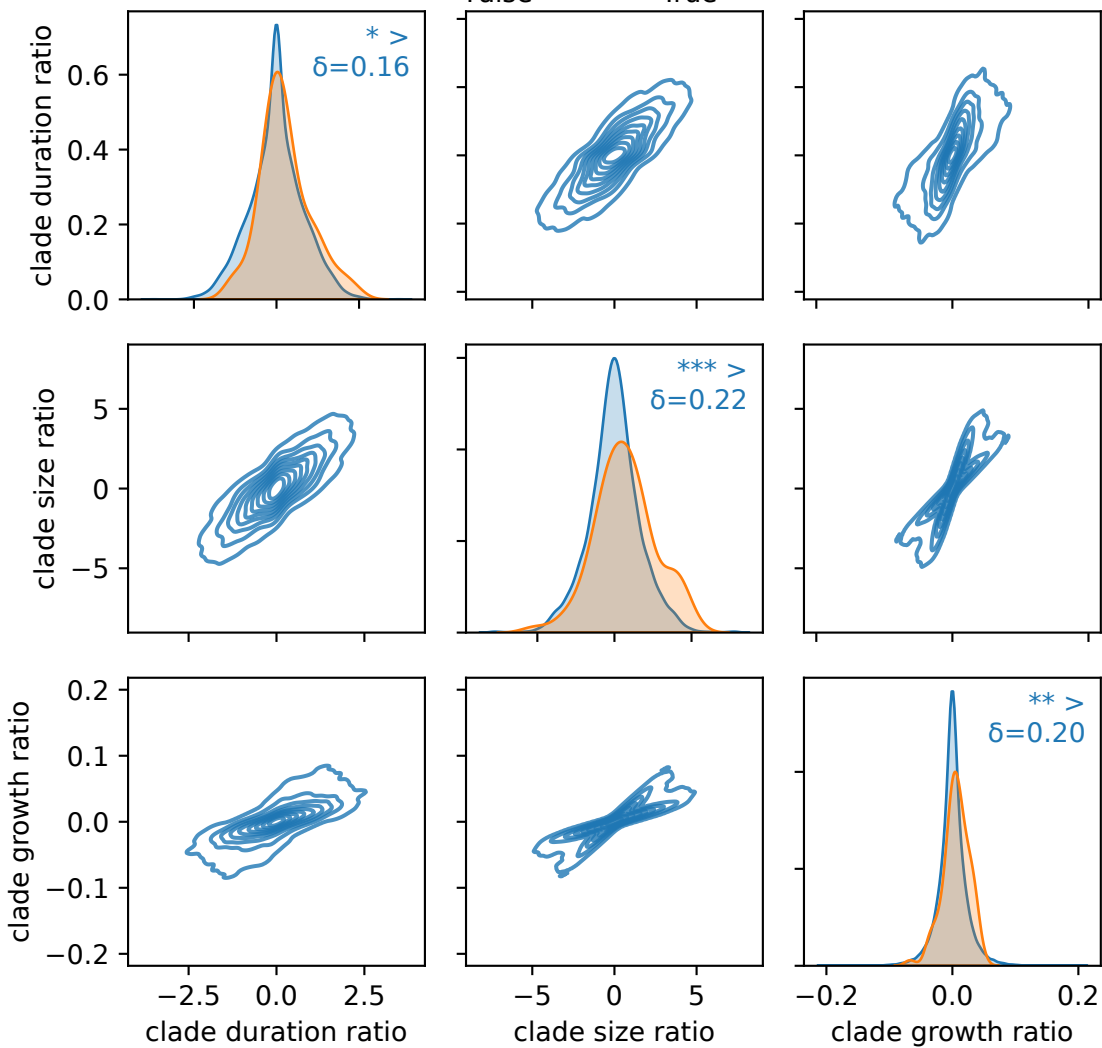 True
clade duration ratio
0.6
0.4
0.2
0.0
* >
δ=0.16
clade size ratio
5
0
−5
*** >
δ=0.22
clade growth ratio
0.2
0.1
0.0
−0.1
−0.2
** >
δ=0.20
−2.5 0.0 2.5
−5 0 5
−0.2 0.0 0.2
clade duration ratio
clade size ratio
clade growth ratio